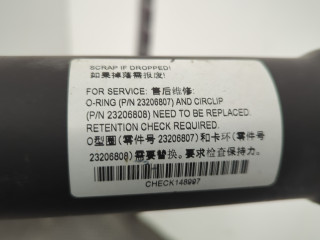 SCRAP IF DROPPED!
如果掉落需报废!
FOR SERVICE: 售后维修:
O-RING (P/N 23206807) AND CIRCLIP
(P/N 23206808) NEED TO BE REPLACED.
RETENTION CHECK REQUIRED.
O型圈 (零件号 23206807) 和卡环 (零件号
23206808) 需要替换。要求检查保持力。
CHECK148997